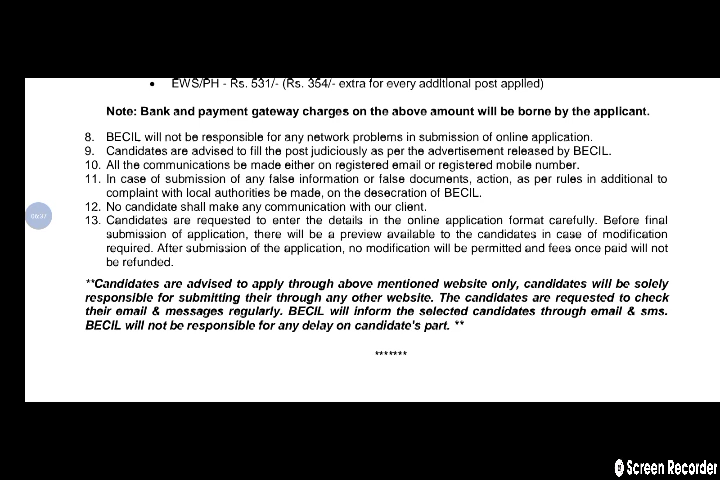 • EWS/PH - Rs. 531/- (Rs. 354/- extra for every additional post applied)
Note: Bank and payment gateway charges on the above amount will be borne by the applicant.
8. BECIL will not be responsible for any network problems in submission of online application.
9. Candidates are advised to fill the post judiciously as per the advertisement released by BECIL.
10. All the communications be made either on registered email or registered mobile number.
11. In case of submission of any false information or false documents, action, as per rules in additional to
complaint with local authorities be made, on the desecration of BECIL.
12. No candidate shall make any communication with our client.
13. Candidates are requested to enter the details in the online application format carefully. Before final
submission of application, there will be a preview available to the candidates in case of modification
required. After submission of the application, no modification will be permitted and fees once paid will not
be refunded.
**Candidates are advised to apply through above mentioned website only, candidates will be solely
responsible for submitting their through any other website. The candidates are requested to check
their email & messages regularly. BECIL will inform the selected candidates through email & sms.
BECIL will not be responsible for any delay on candidate's part. **
*******
Screen Recorder